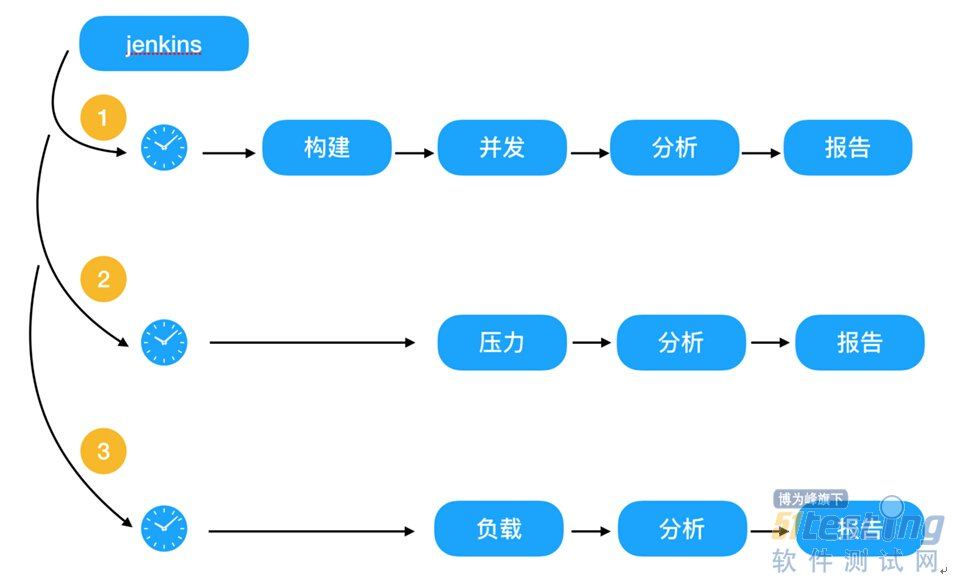 jenkins
1
构建
并发
分析
报告
2
压力
分析
报告
3
负载
分析
报告
博为峰旗下
51testing
软件测试网